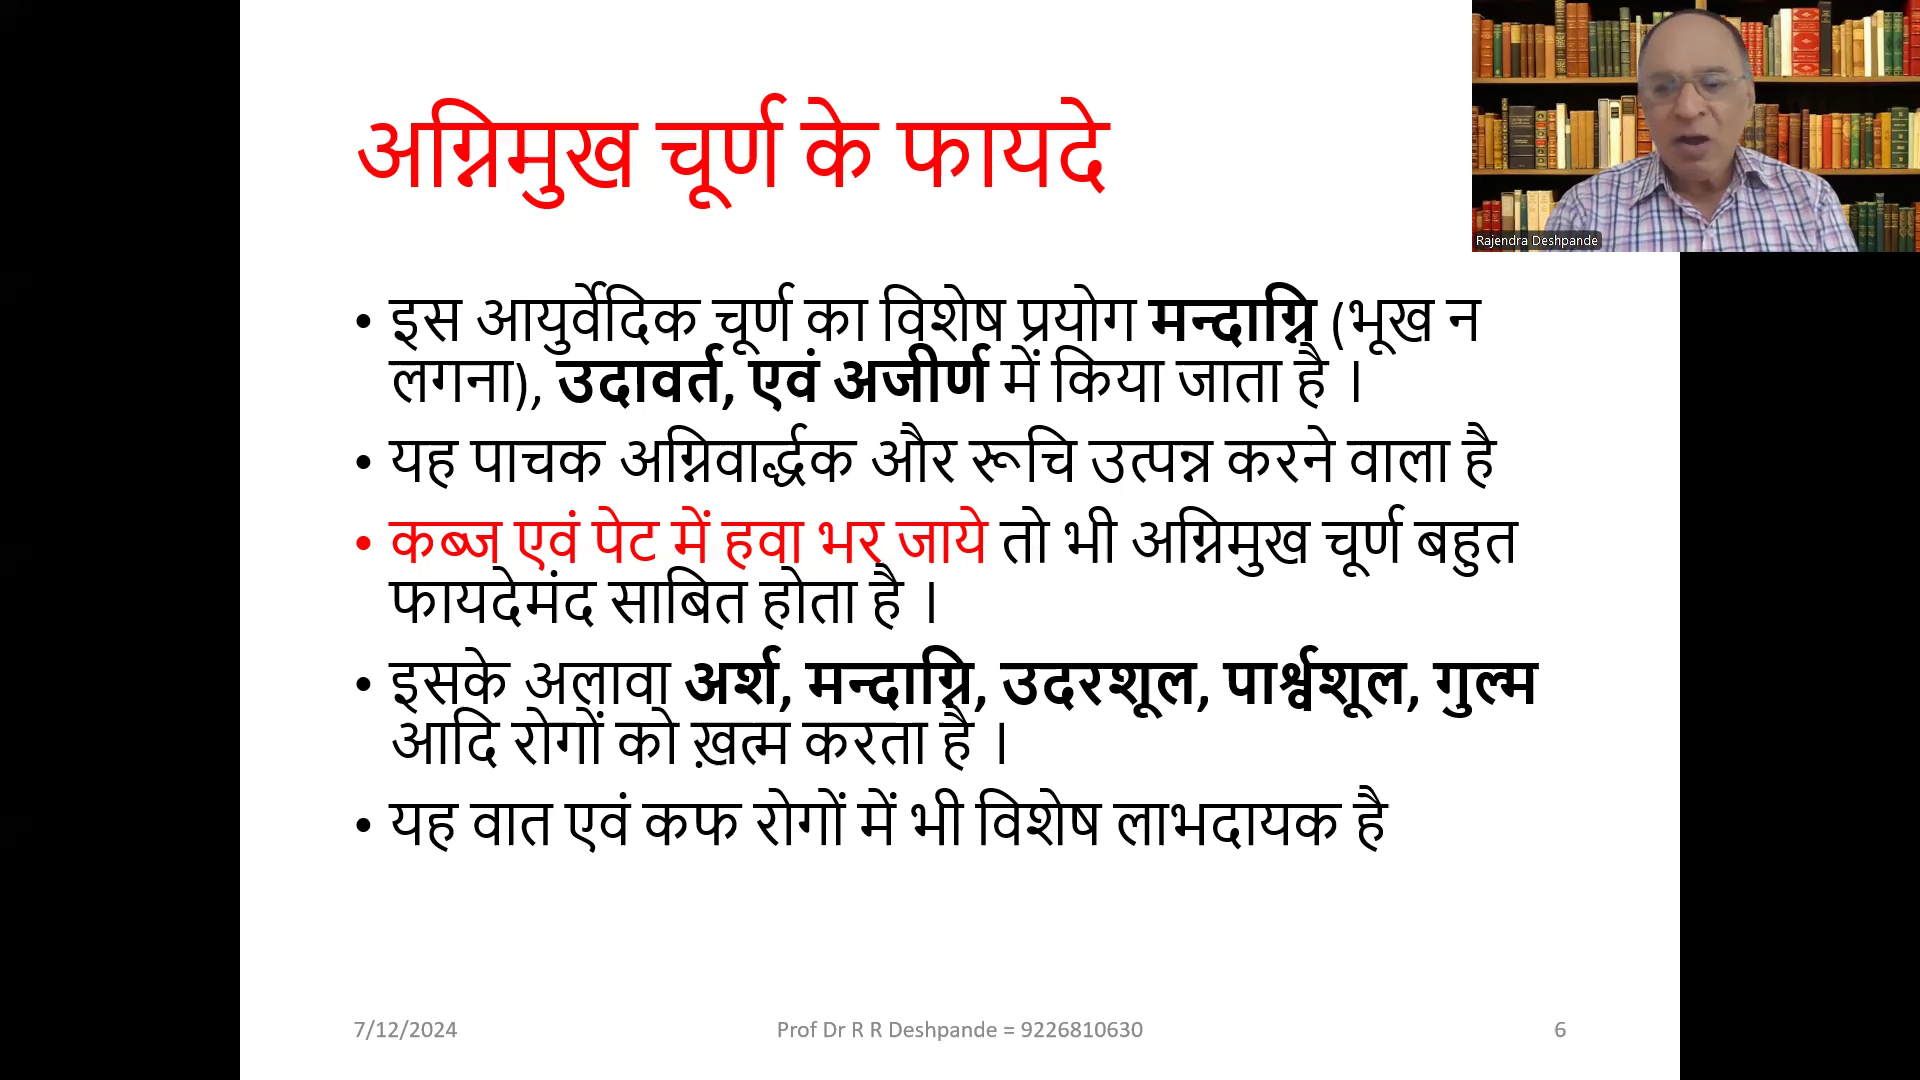 अग्निमुख चूर्ण के फायदे
Rajendra Deshpande
• इस आयुर्वेदिक चूर्ण का विशेष प्रयोग मन्दाग्नि (भूख न
लगना), उदावर्त, एवं अजीर्ण में किया जाता है ।
• यह पाचक अग्निवार्द्धक और रूचि उत्पन्न करने वाला है
• कब्ज एवं पेट में हवा भर जाये तो भी अग्निमुख चूर्ण बहुत
फायदेमंद साबित होता है ।
• इसके अलावा अर्श, मन्दाग्नि, उदरशूल, पार्श्वशूल, गुल्म
आदि रोगों को ख़त्म करता है ।
• यह वात एवं कफ रोगों में भी विशेष लाभदायक है
7/12/2024
Prof Dr R R Deshpande = 9226810630
6